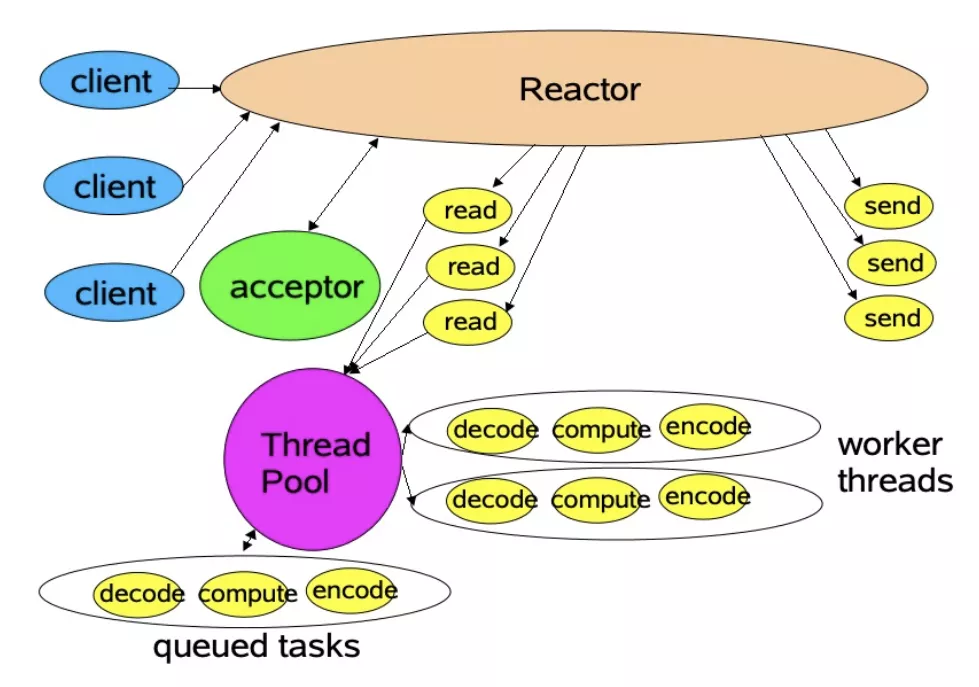 client
Reactor
client
client
acceptor
read
read
read
send
send
send
Thread
Pool
decode compute encode
decode compute encode
worker
threads
decode compute encode
queued tasks